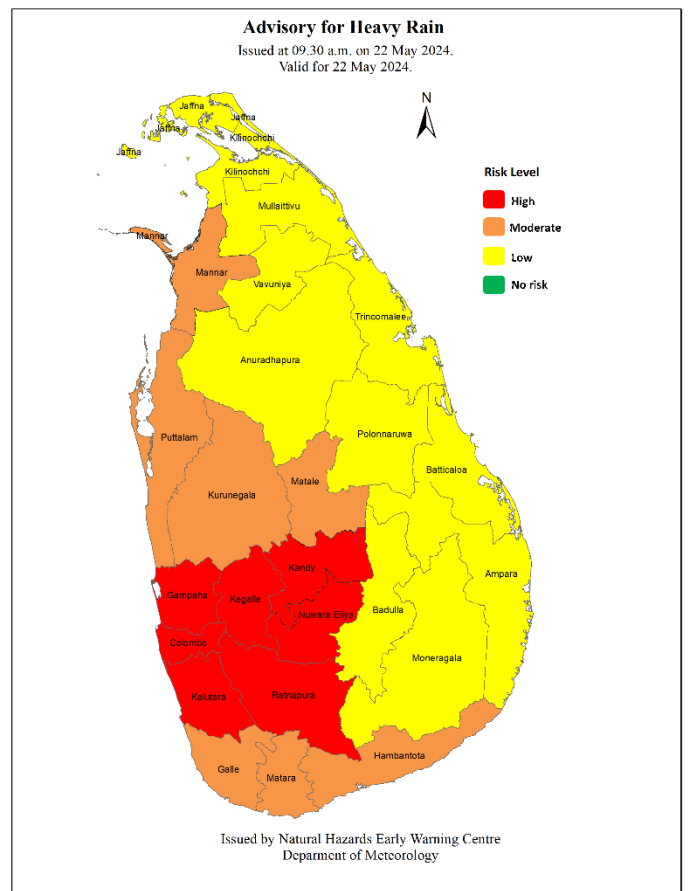 Advisory for Heavy Rain
Issued at 09.30 a.m. on 22 May 2024.
Valid for 22 May 2024.
N
Jaffna
Jaffna
Jaffna
Kilinochchi
Jaffna
Kilinochchi
Risk Level
High
Moderate
Low
No risk
Mullaittivu
Mannar
Mannar
Vavuniya
Trincomalee
Anuradhapura
Polonnaruwa
Puttalam
Batticaloa
Matale
Kurunegala
Kandy
Ampara
Gampaha
Kegalle
Badulla
Nuwara Eliya
Colombo
Moneragala
Kalutara
Ratnapura
Hambantota
Galle
Matara
Issued by Natural Hazards Early Warning Centre
Deparment of Meteorology